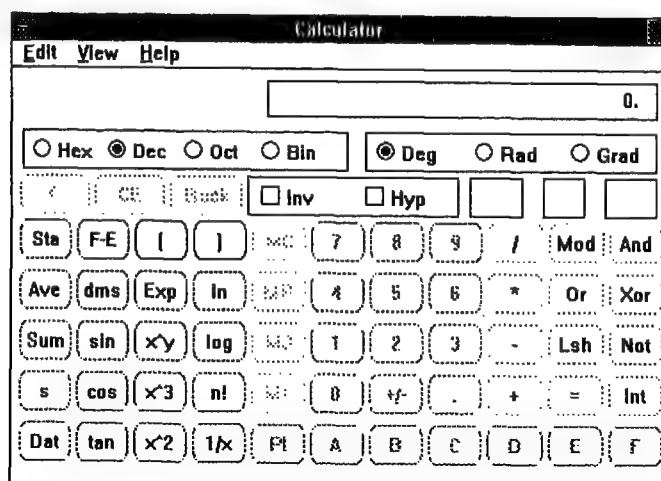 Calculator
Edit View Help
0.
Hex Dec Oct Bin Deg Rad Grad
CE Back Inv Hyp
Sta F-E ( ) MC 7 8 9 / Mod And
Ave dms Exp ln MR 4 5 6 * Or Xor
Sum sin x^y log 1 2 3 - Lsh Not
s cos x^3 n! 0 +/- . + = Int
Dat tan x^2 1/x PI A B C D E F